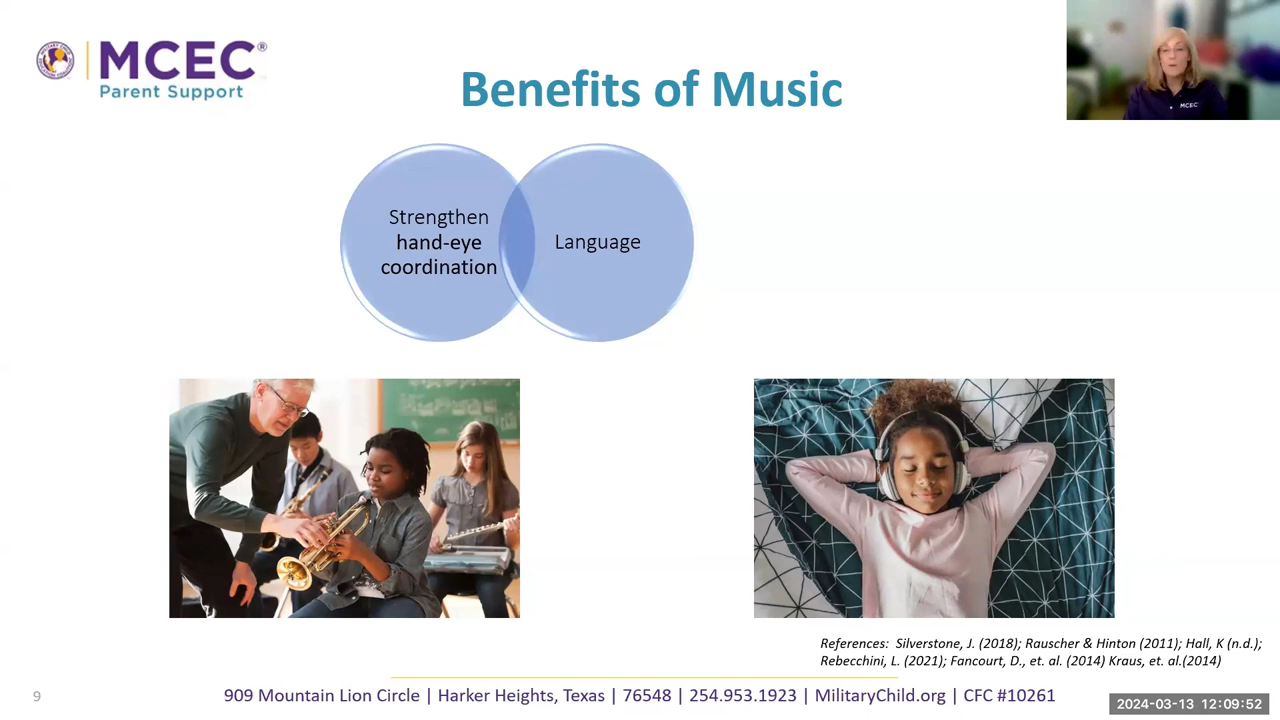 MCEC®
Parent Support
Benefits of Music
MCEC
Strengthen
hand-eye
coordination
Language
References: Silverstone, J. (2018); Rauscher & Hinton (2011); Hall, K (n.d.);
Rebecchini, L. (2021); Fancourt, D., et. al. (2014) Kraus, et. al.(2014)
9
909 Mountain Lion Circle | Harker Heights, Texas | 76548 | 254.953.1923 | MilitaryChild.org | CFC #10261
2024-03-13 12:09:52